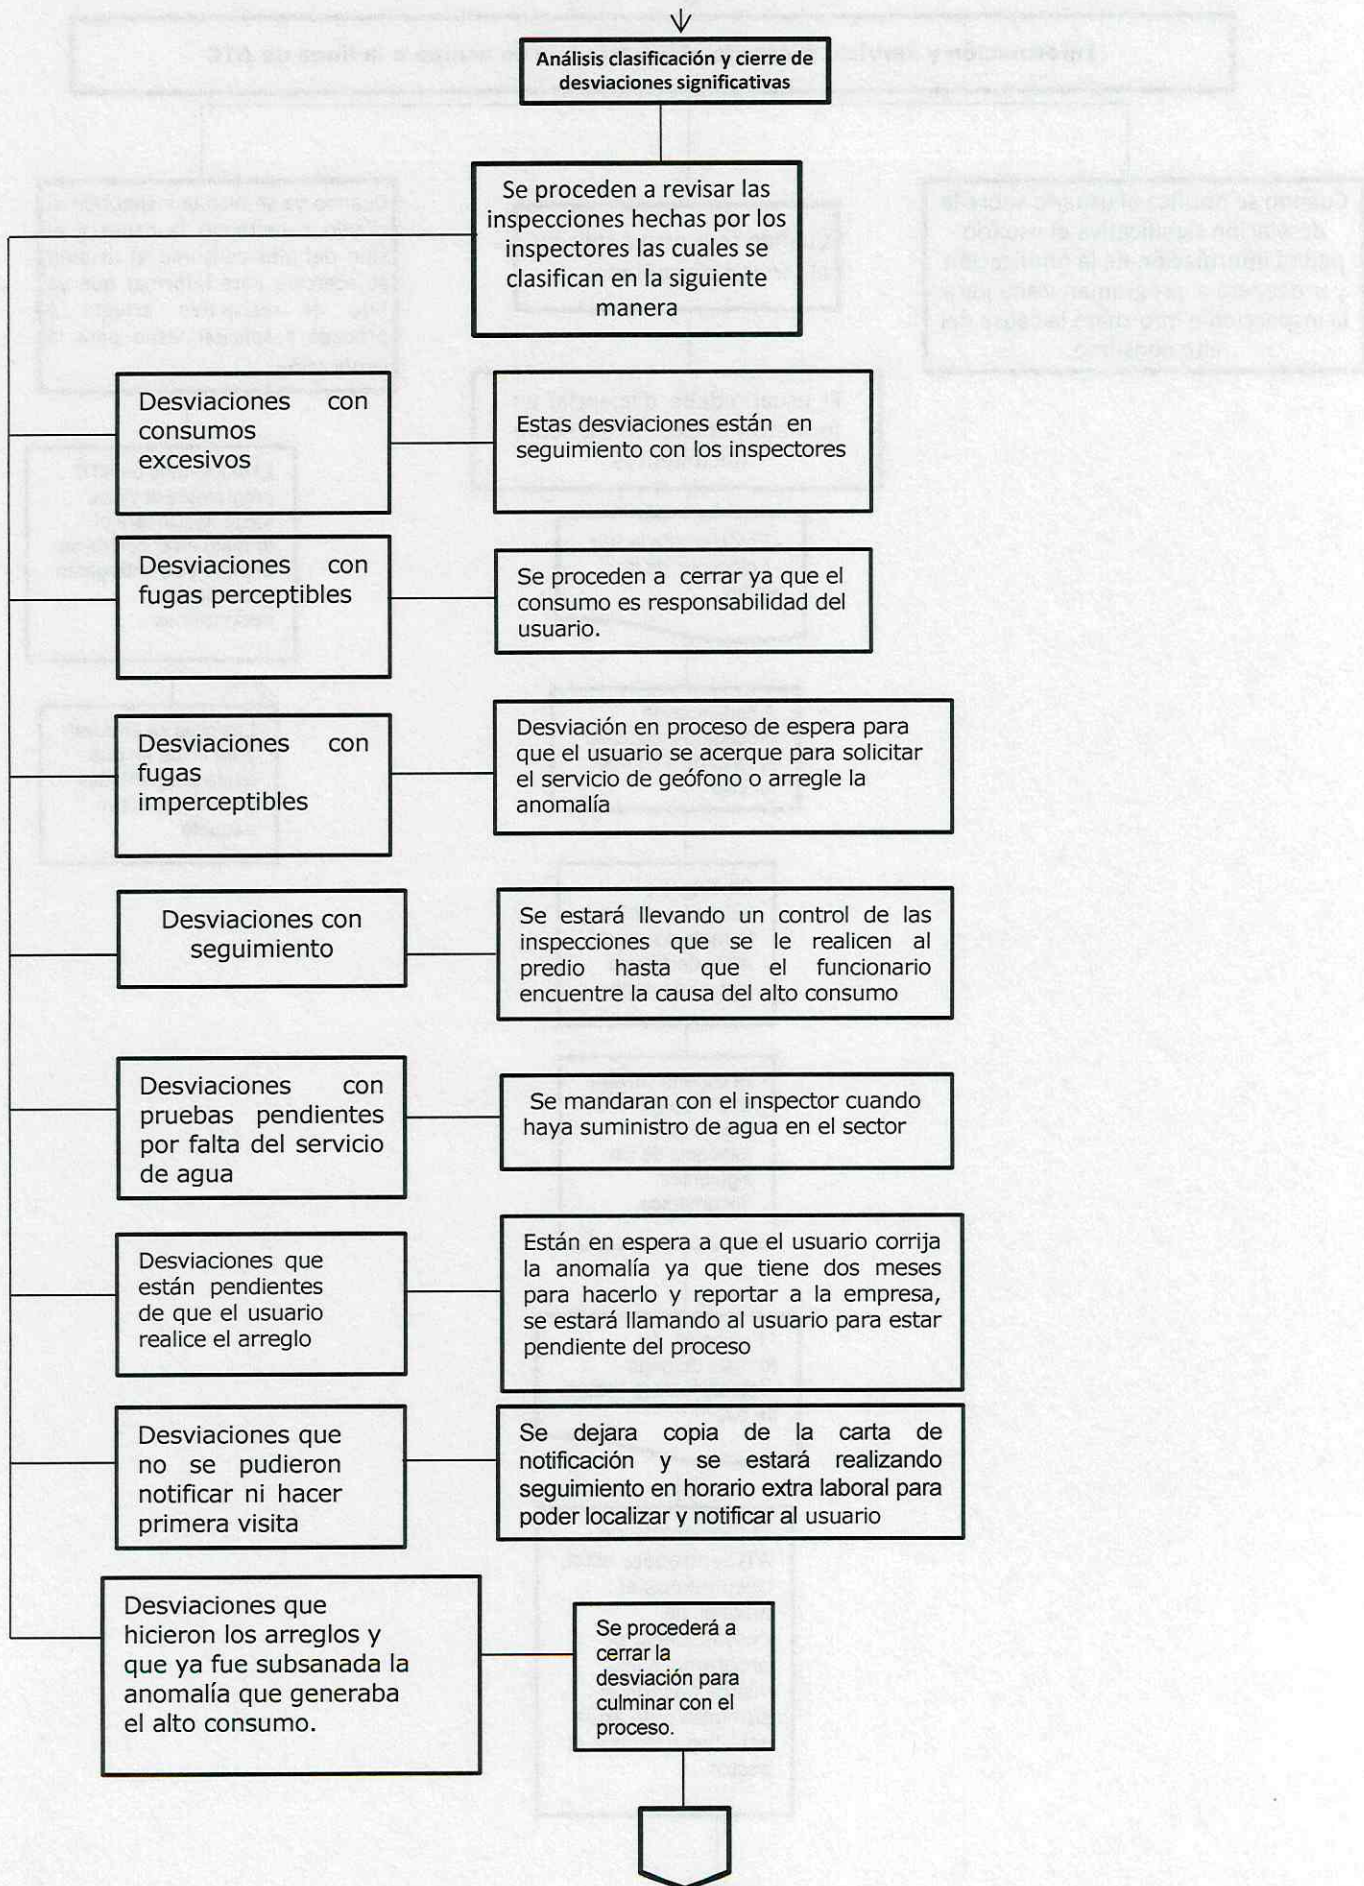 Análisis clasificación y cierre de
desviaciones significativas
Se proceden a revisar las
inspecciones hechas por los
inspectores las cuales se
clasifican en la siguiente
manera
Desviaciones con
consumos
excesivos
Estas desviaciones están en
seguimiento con los inspectores
Desviaciones con
fugas perceptibles
Se proceden a cerrar ya que el
consumo es responsabilidad del
usuario.
Desviaciones con
fugas
imperceptibles
Desviación en proceso de espera para
que el usuario se acerque para solicitar
el servicio de geófono o arregle la
anomalía
Desviaciones con
seguimiento
Se estará llevando un control de las
inspecciones que se le realicen al
predio hasta que el funcionario
encuentre la causa del alto consumo
Desviaciones con
pruebas pendientes
por falta del servicio
de agua
Se mandaran con el inspector cuando
haya suministro de agua en el sector
Desviaciones que
están pendientes
de que el usuario
realice el arreglo
Están en espera a que el usuario corrija
la anomalía ya que tiene dos meses
para hacerlo y reportar a la empresa,
se estará llamando al usuario para estar
pendiente del proceso
Desviaciones que
no se pudieron
notificar ni hacer
primera visita
Se dejara copia de la carta de
notificación y se estará realizando
seguimiento en horario extra laboral para
poder localizar y notificar al usuario
Desviaciones que
hicieron los arreglos y
que ya fue subsanada la
anomalía que generaba
el alto consumo.
Se procederá a
cerrar la
desviación para
culminar con el
proceso.